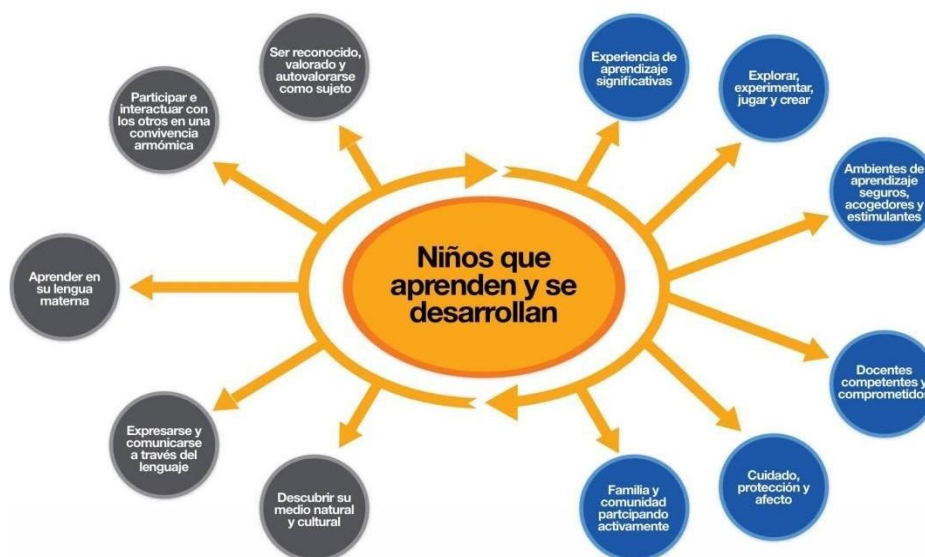 Ser reconocido,
valorado y
autovalorarse
como sujeto
Experiencia de
aprendizaje
significativas
Explorar,
experimentar,
jugar y crear
Participar e
interactuar con
los otros en una
convivencia
armómica
Ambientes de
aprendizaje
seguros,
acogedores y
estimulantes
Niños que
aprenden y se
desarrollan
Aprender en
su lengua
materna
Docentes
competentes y
comprometidos
Expresarse y
comunicarse
a través del
lenguaje
Descubrir su
medio natural
y cultural
Familia y
comunidad
partcipando
activamente
Cuidado,
protección y
afecto